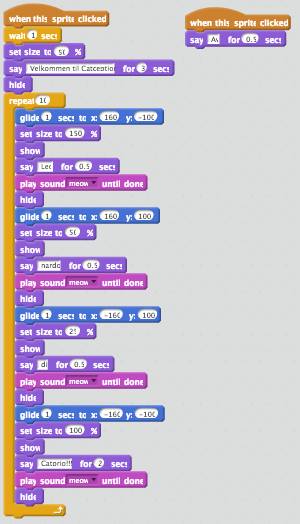 when this sprite clicked
wait 1 secs
set size to 50 %
say Velkommen til Catception for 3 secs
hide
repeat 10
glide 1 secs to x: 160 y: -100
set size to 150 %
show
say Leo for 0.5 secs
play sound meow until done
hide
glide 1 secs to x: 160 y: 100
set size to 50 %
show
say nardo for 0.5 secs
play sound meow until done
hide
glide 1 secs to x: -160 y: 100
set size to 25 %
show
say di for 0.5 secs
play sound meow until done
hide
glide 1 secs to x: -160 y: -100
set size to 100 %
show
say Catorio!!! for 2 secs
play sound meow until done
hide
when this sprite clicked
say for 0.5 secs